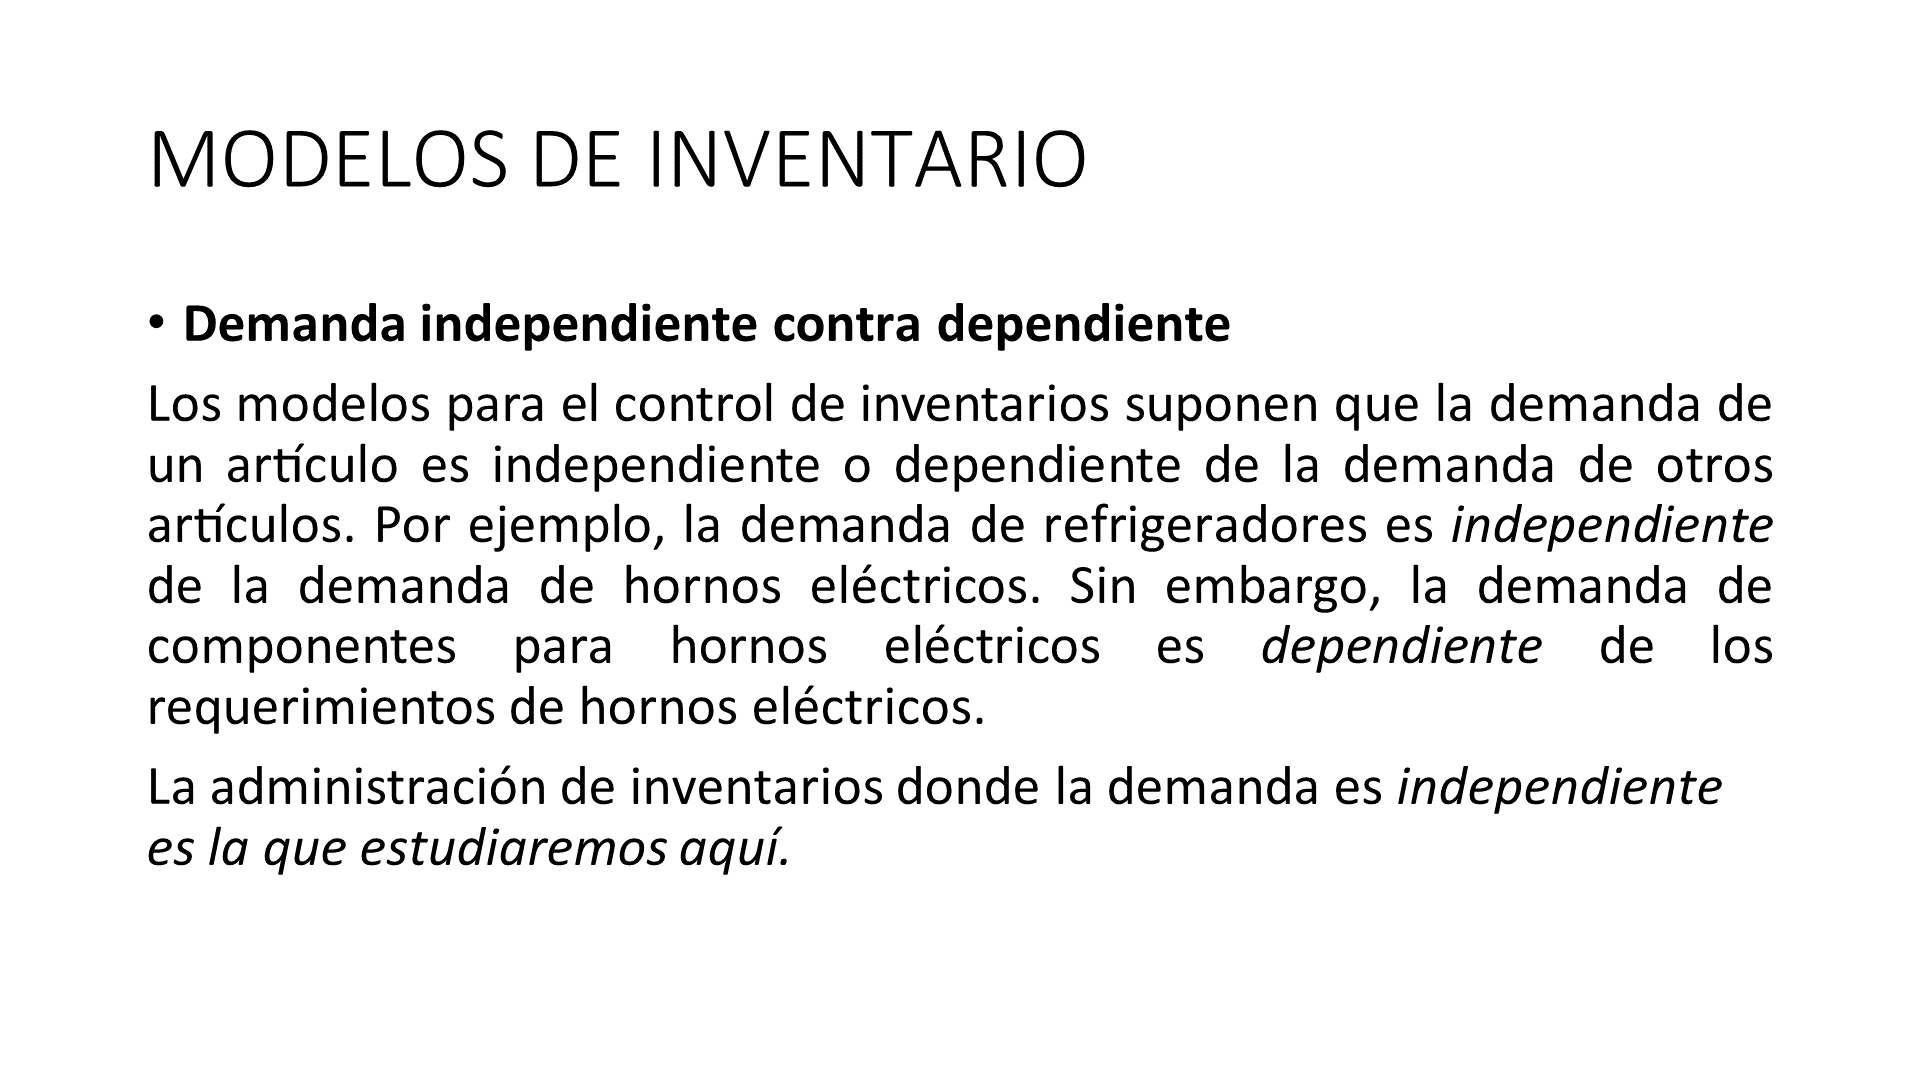 MODELOS DE INVENTARIO
• Demanda independiente contra dependiente
Los modelos para el control de inventarios suponen que la demanda de
un artículo es independiente o dependiente de la demanda de otros
artículos. Por ejemplo, la demanda de refrigeradores es independiente
de la demanda de hornos eléctricos. Sin embargo, la demanda de
componentes para hornos eléctricos es dependiente de los
requerimientos de hornos eléctricos.
La administración de inventarios donde la demanda es independiente
es la que estudiaremos aquí.